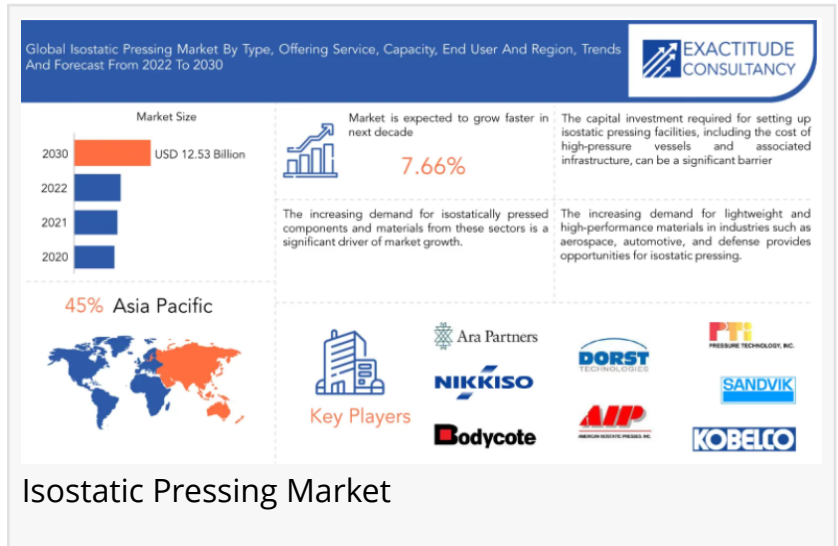 Global Isostatic Pressing Market By Type, Offering Service, Capacity, End User And Region, Trends
And Forecast From 2022 To 2030
EXACTITUDE
CONSULTANCY
Market Size
2030
USD 12.53 Billion
2022
2021
2020
Market is expected to grow faster in
next decade
7.66%
The capital investment required for setting up
isostatic pressing facilities, including the cost of
high-pressure vessels and associated
infrastructure, can be a significant barrier
The increasing demand for isostatically pressed
components and materials from these sectors is a
significant driver of market growth.
The increasing demand for lightweight and
high-performance materials in industries such as
aerospace, automotive, and defense provides
opportunities for isostatic pressing.
45% Asia Pacific
Key Players
Ara Partners
NIKKISO
Bodycote
DORST
TECHNOLOGIES
AIP
AMERICAN ISOSTATIC PRESSES, INC.
PTi
PRESSURE TECHNOLOGY, INC.
SANDVIK
KOBELCO
Isostatic Pressing Market